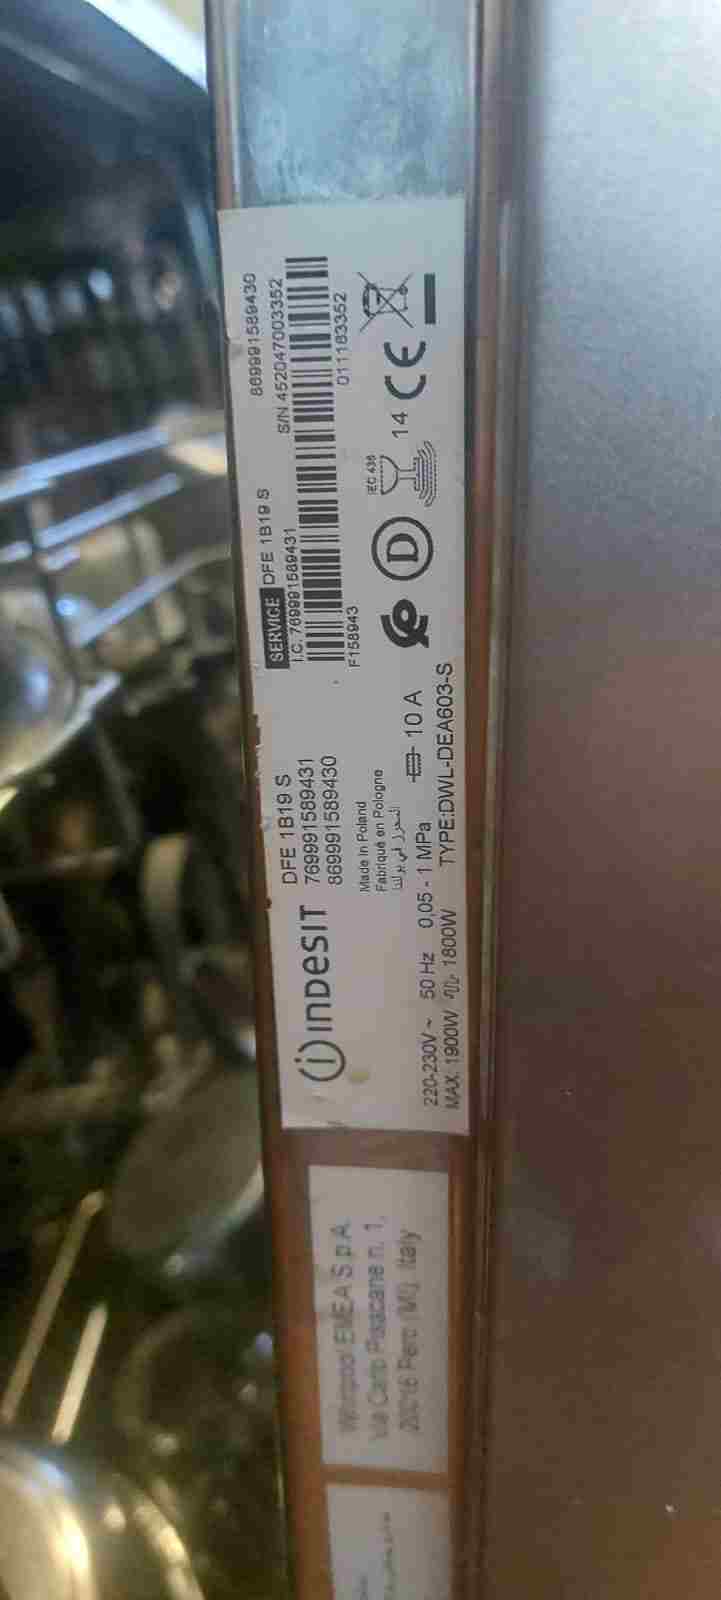 indesit
DFE 1B19 S
769991589431
869991589430
Made in Poland
Fabriqué en Pologne
220-230V ~ 50 Hz 0,05 - 1 MPa 10 A
MAX. 1900W 1800W TYPE:DWL-DEA603-S
SERVICE DFE 1B19 S 869991589430
I.C. 769991589431 S/N 452047003352
F158943 011163352
D IEC 436 14 CE
Whirlpool EMEA S.p.A.
Via Carlo Pisacane n. 1,
20016 Pero (MI), Italy